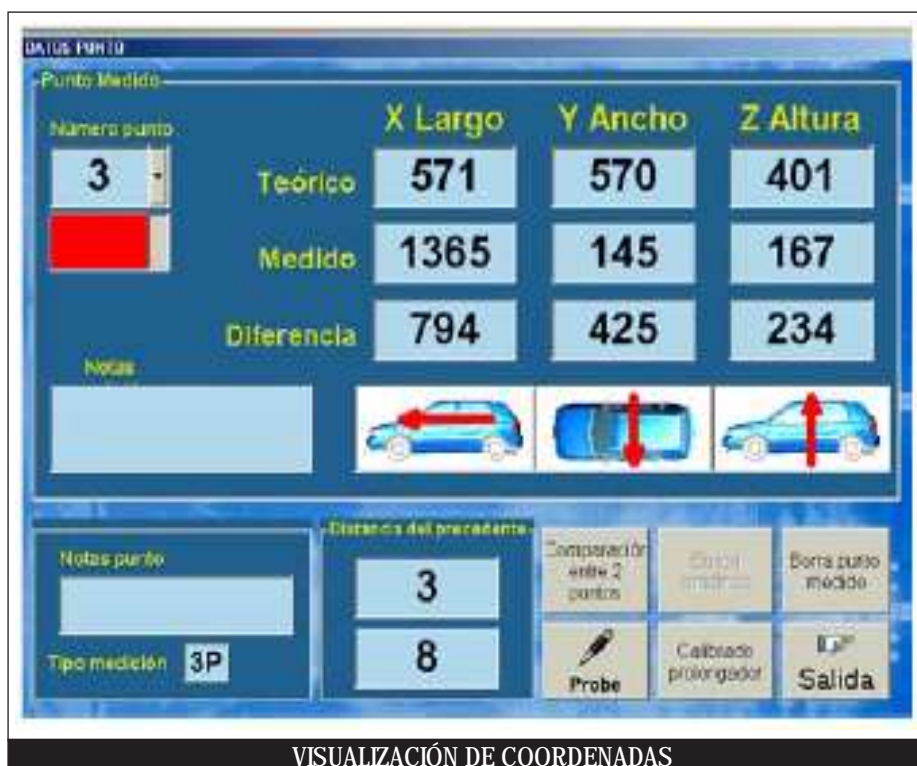 DATOS PUNTO
Punto Medido
Número punto
X Largo Y Ancho Z Altura
3
Teórico 571 570 401
Medido 1365 145 167
Diferencia 794 425 234
Notas
Distancia del precedente
Notas punto
3
Comparación entre 2 puntos
Borra punto medido
Tipo medición 3P
8
Probe
Calibrado prolongador
Salida
VISUALIZACIÓN DE COORDENADAS